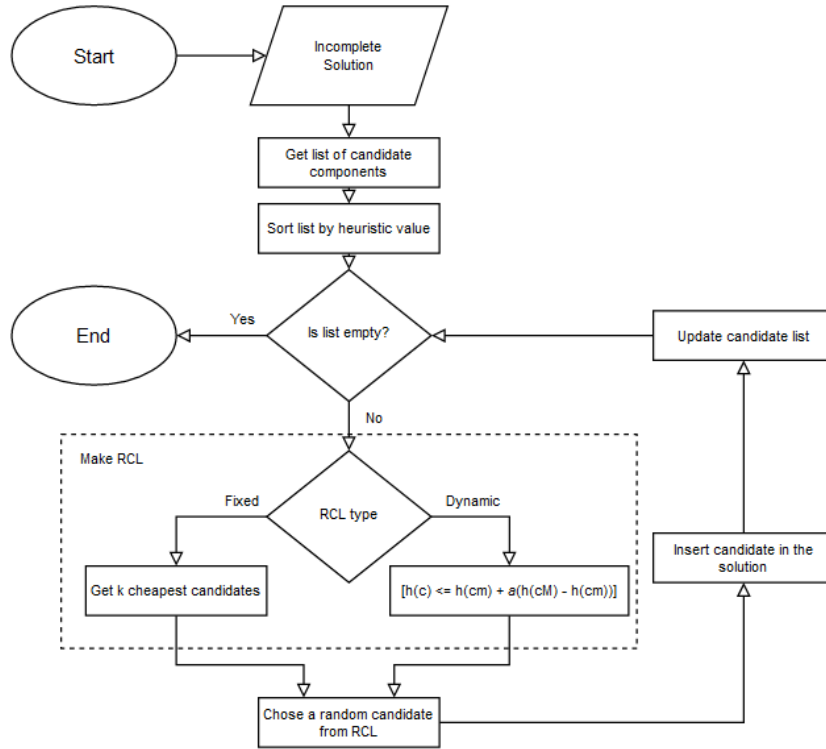 Start
Incomplete
Solution
Get list of candidate
components
Sort list by heuristic value
End
Yes
Is list empty?
Update candidate list
No
Make RCL
Fixed
RCL type
Dynamic
Get k cheapest candidates
[h(c) <= h(cm) + a(h(cM) - h(cm))]
Insert candidate in the
solution
Chose a random candidate
from RCL